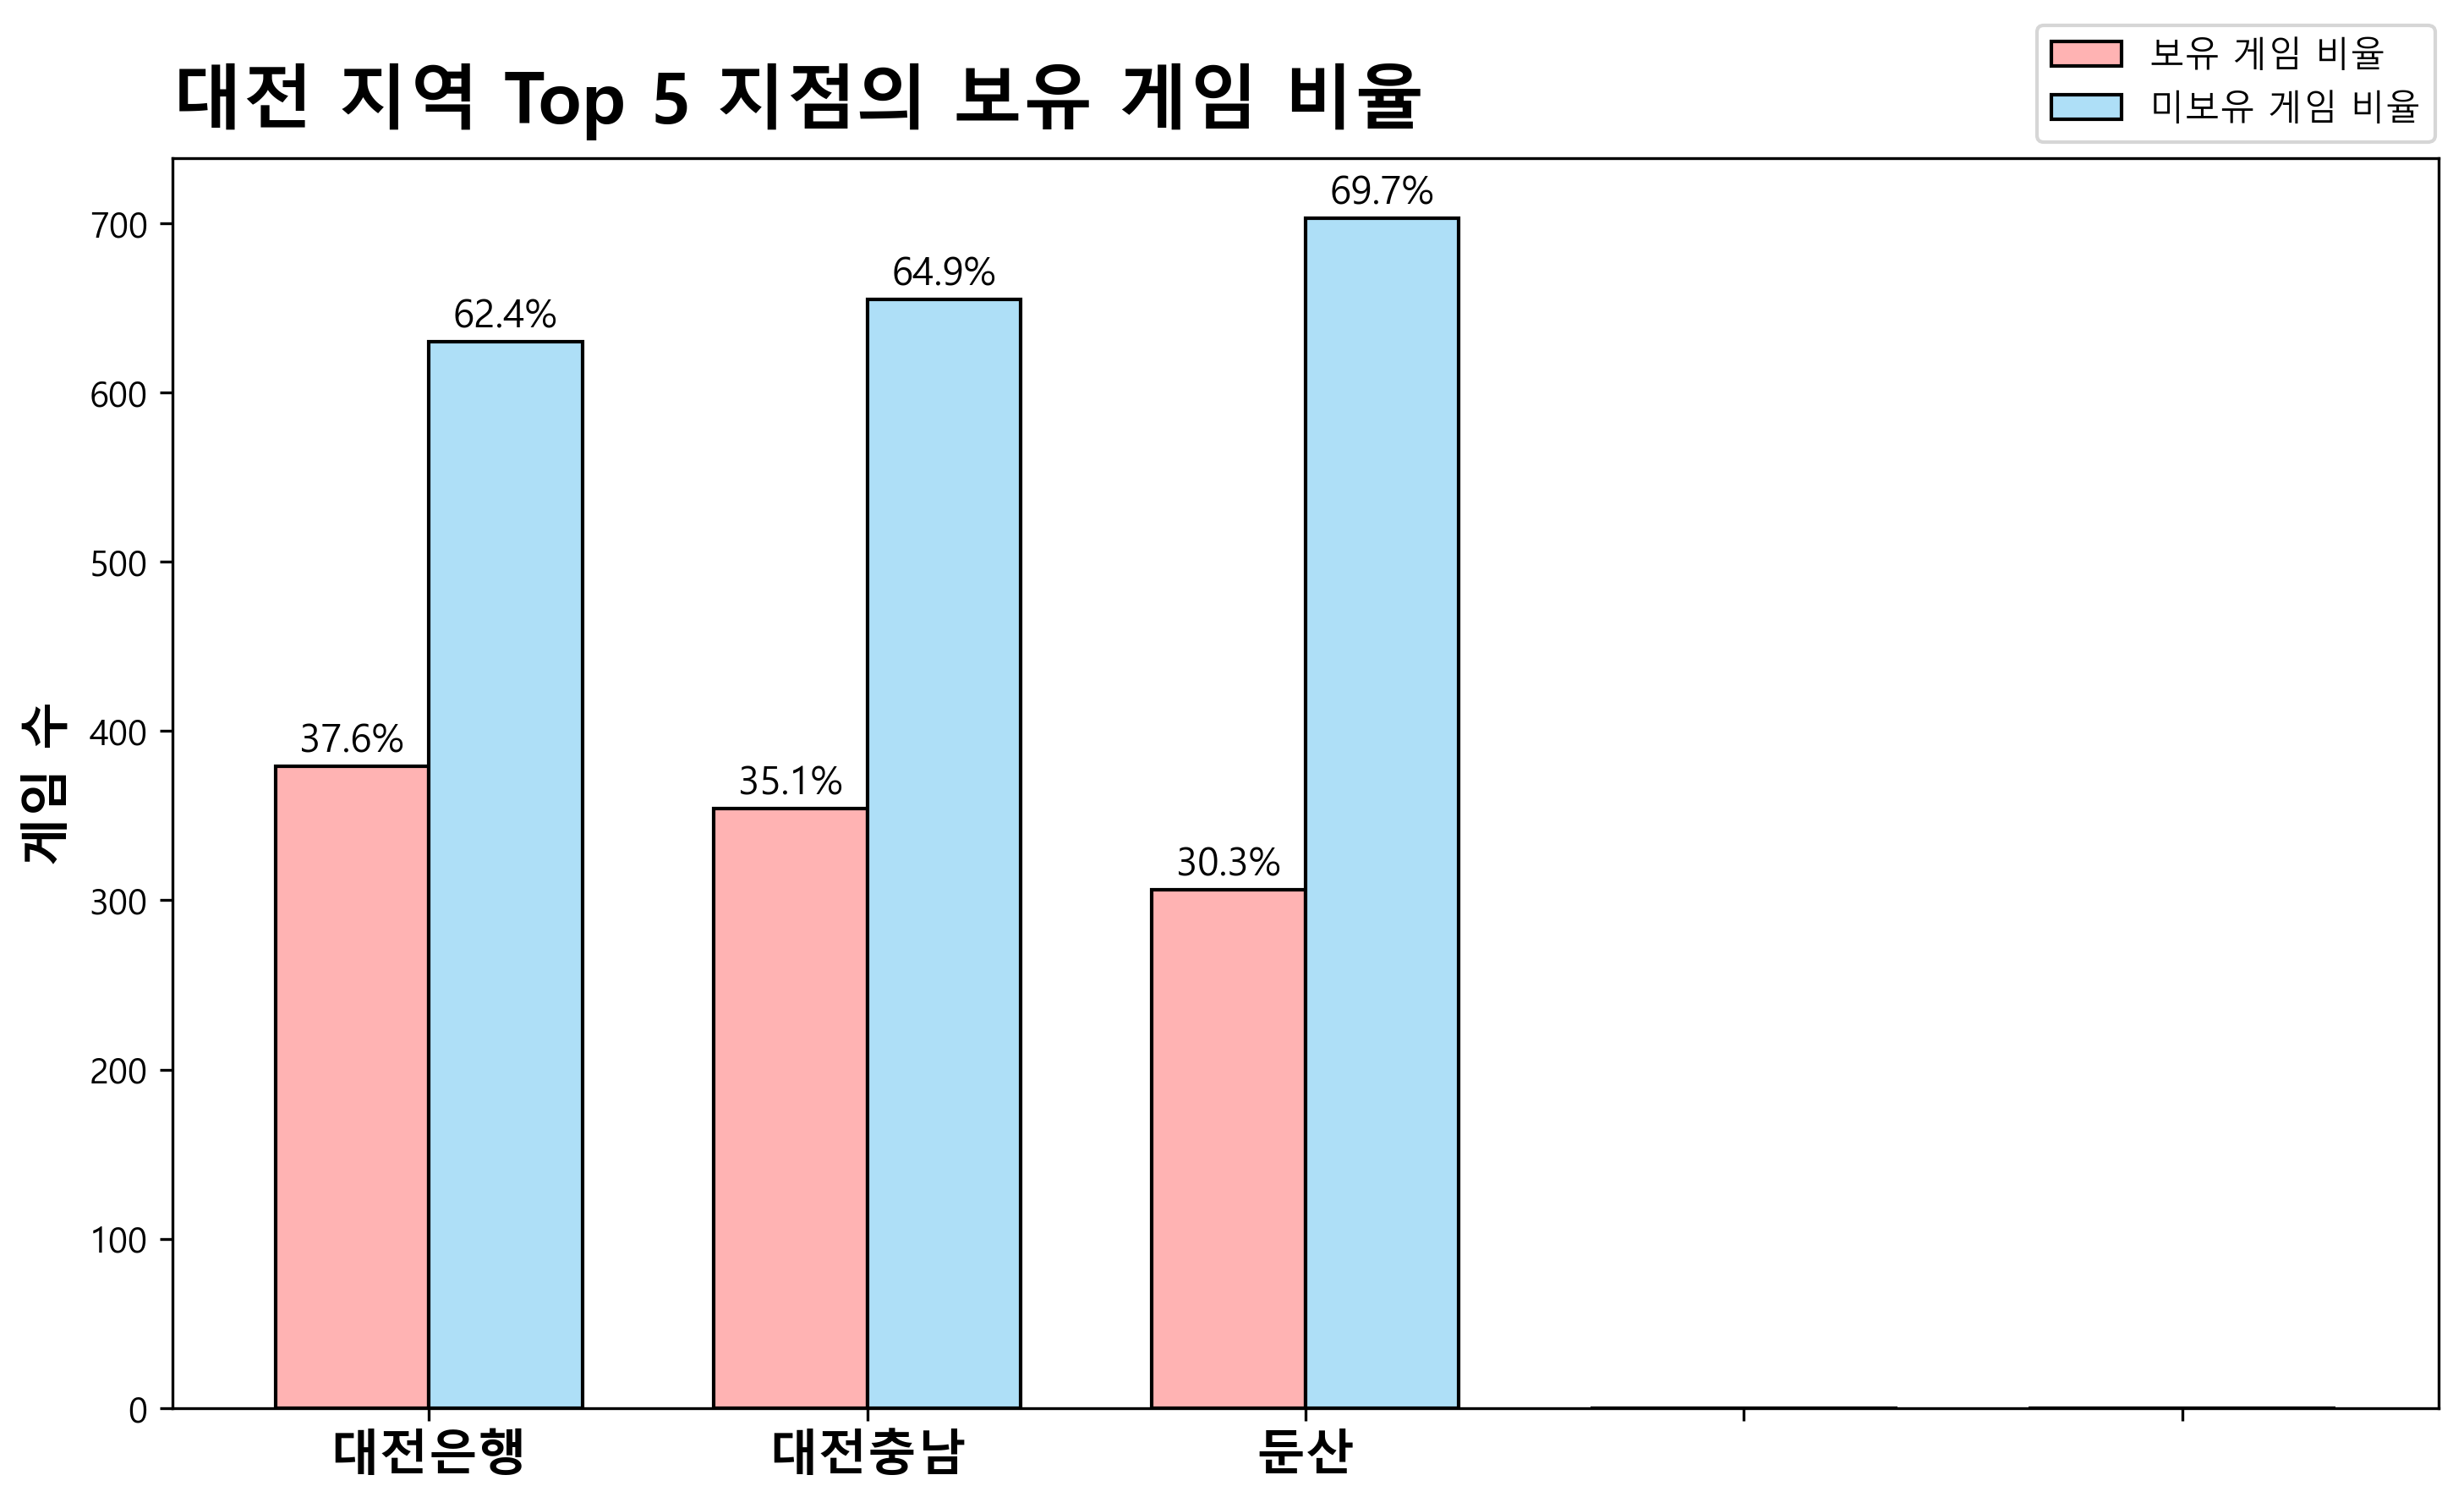 대전 지역 Top 5 지점의 보유 게임 비율
보유 게임 비율
미보유 게임 비율
게임 수
700
600
500
400
300
200
100
0
37.6%
62.4%
35.1%
64.9%
30.3%
69.7%
대전은행
대전충남
둔산